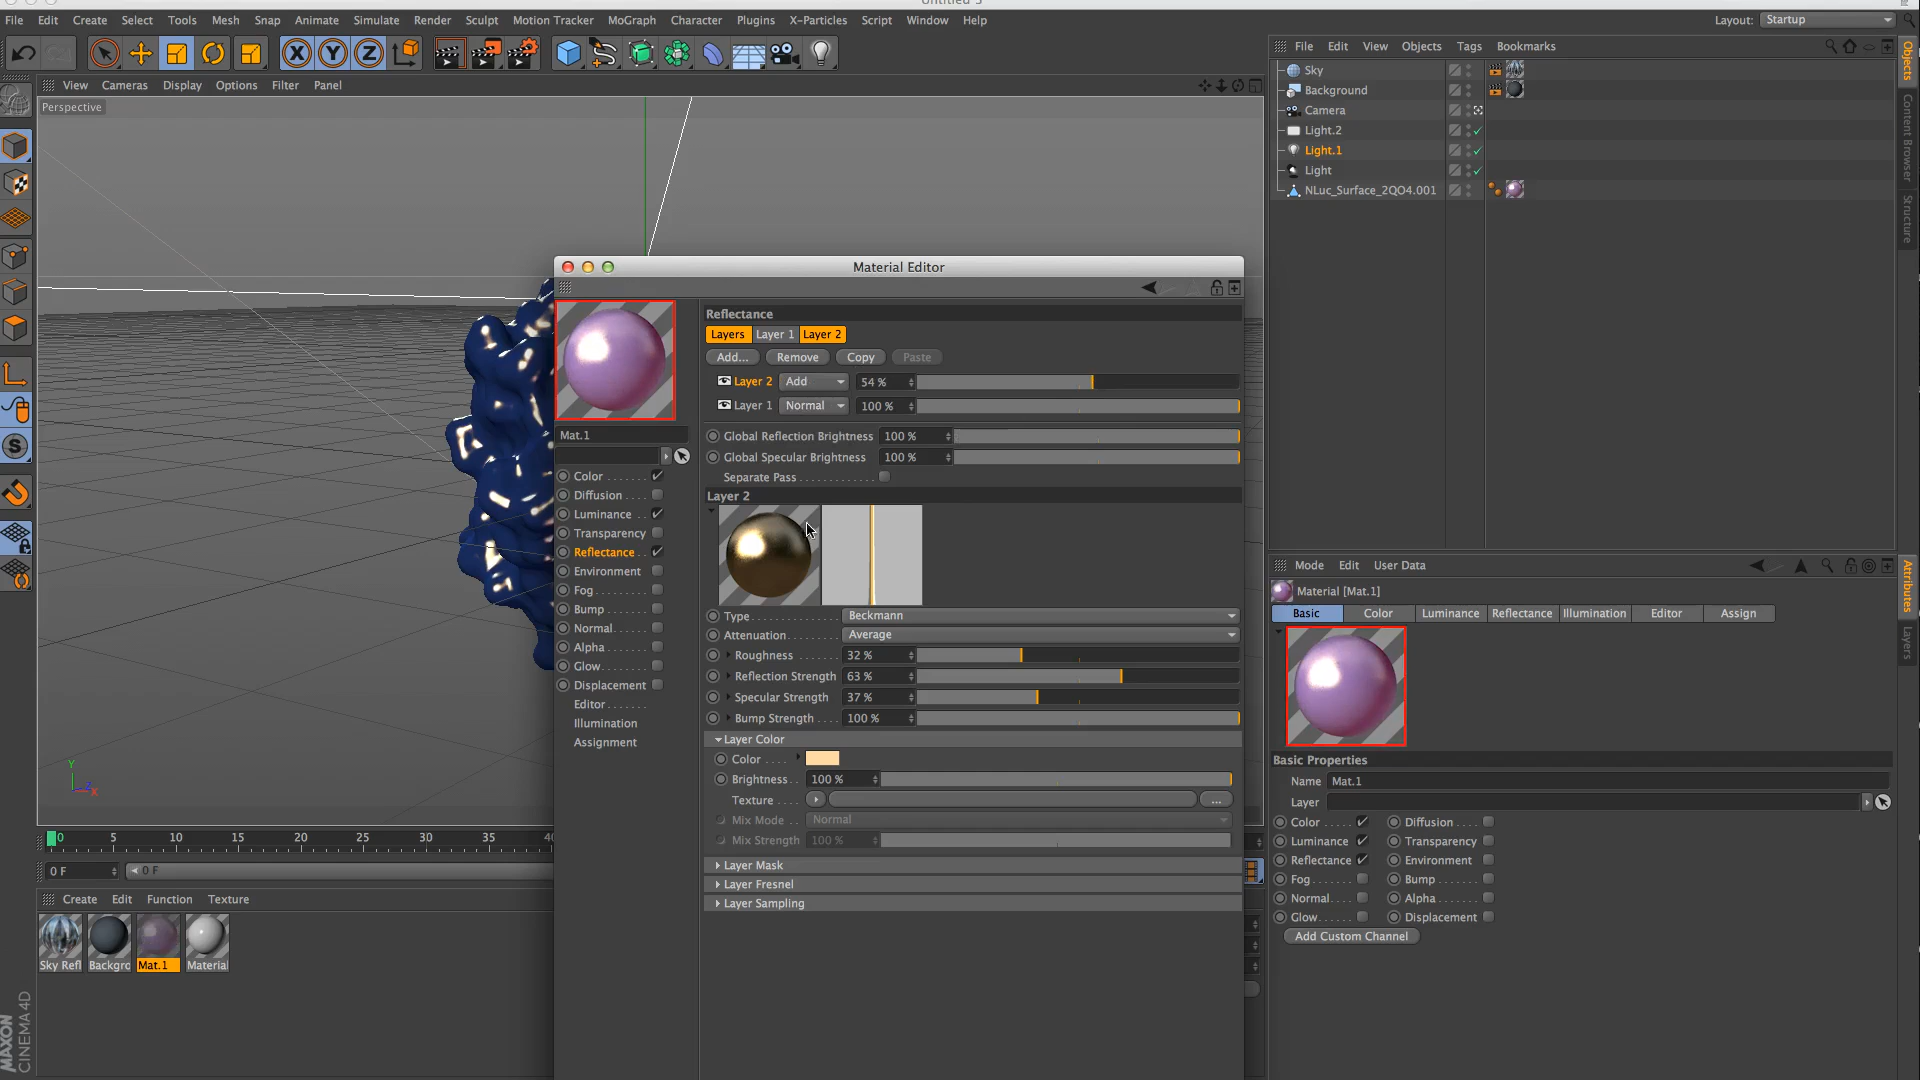 File Edit Create Select Tools Mesh Snap Animate Simulate Render Sculpt Motion Tracker MoGraph Character Plugins X-Particles Script Window Help Layout: Startup
X Y Z
File Edit View Objects Tags Bookmarks
Objects
Content Browser
Structure
View Cameras Display Options Filter Panel
Perspective
Sky
Background
Camera
Light.2
Light.1
Light
NLuc_Surface_2QO4.001
Material Editor
Reflectance
Layers Layer 1 Layer 2
Add... Remove Copy Paste
Layer 2 Add 54 %
Layer 1 Normal 100 %
Global Reflection Brightness 100 %
Global Specular Brightness 100 %
Separate Pass
Layer 2
Type Beckmann
Attenuation Average
Roughness 32 %
Reflection Strength 63 %
Specular Strength 37 %
Bump Strength 100 %
Layer Color
Color
Brightness 100 %
Texture ...
Mix Mode Normal
Mix Strength 100 %
Layer Mask
Layer Fresnel
Layer Sampling
Mat.1
Color
Diffusion
Luminance
Transparency
Reflectance
Environment
Fog
Bump
Normal
Alpha
Glow
Displacement
Editor
Illumination
Assignment
Y
Z X
0 5 10 15 20 25 30 35
0 F 0 F
Create Edit Function Texture
Sky Refl Backgro Mat.1 Material
MAXON
CINEMA 4D
Mode Edit User Data
Attributes
Layers
Material [Mat.1]
Basic Color Luminance Reflectance Illumination Editor Assign
Basic Properties
Name Mat.1
Layer
Color Diffusion
Luminance Transparency
Reflectance Environment
Fog Bump
Normal Alpha
Glow Displacement
Add Custom Channel